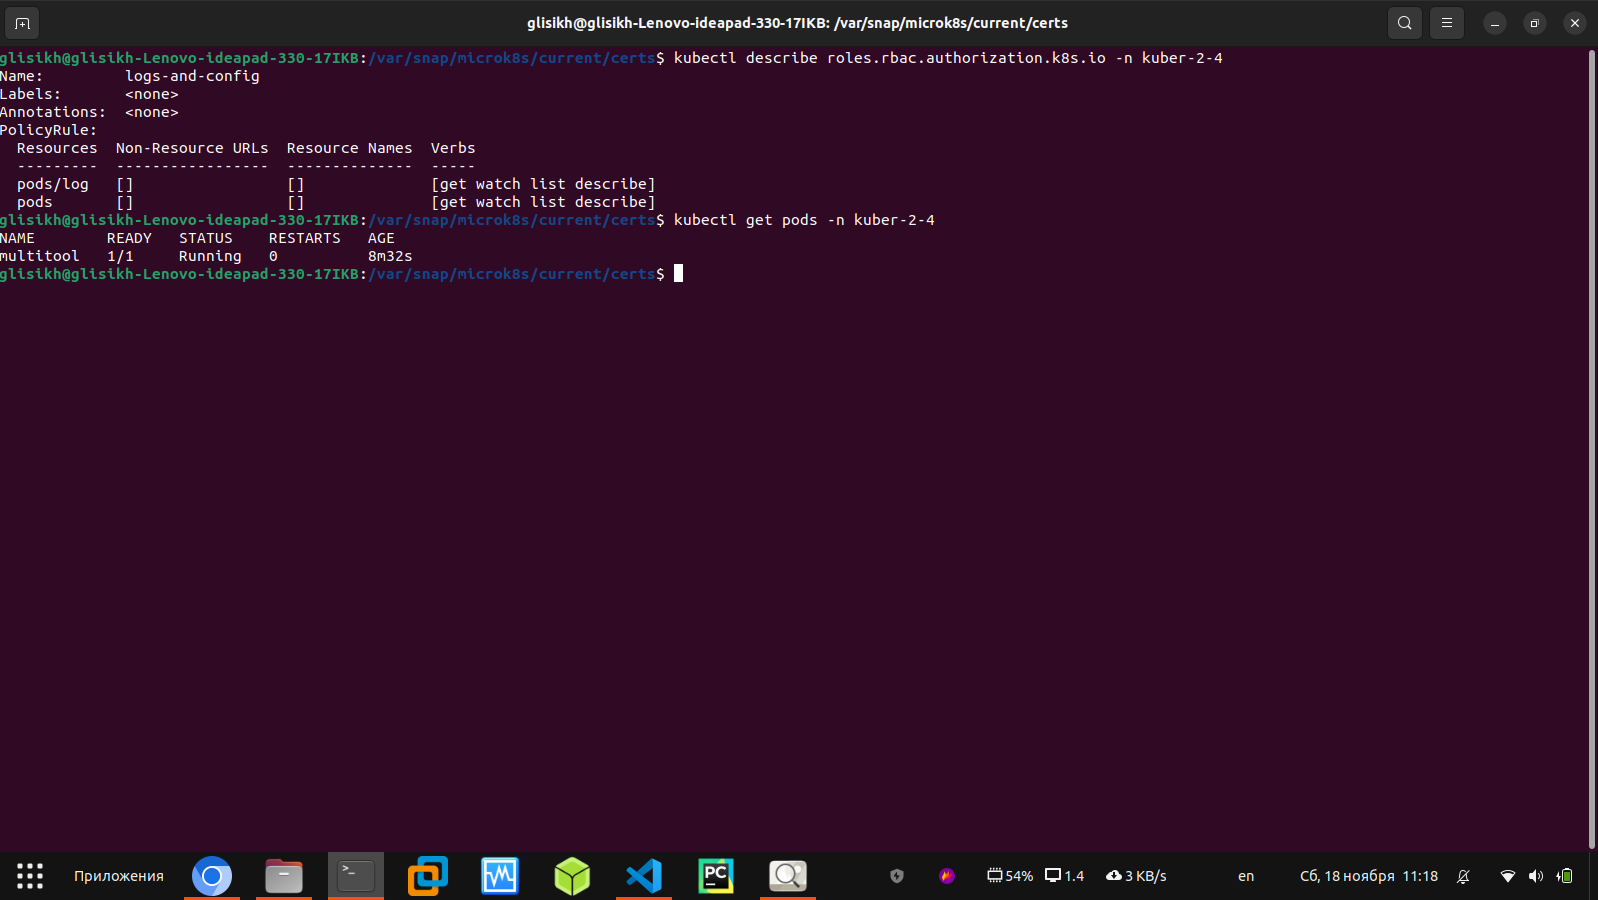 glisikh@glisikh-Lenovo-ideapad-330-17IKB: /var/snap/microk8s/current/certs
glisikh@glisikh-Lenovo-ideapad-330-17IKB:/var/snap/microk8s/current/certs$ kubectl describe roles.rbac.authorization.k8s.io -n kuber-2-4
Name:         logs-and-config
Labels:       <none>
Annotations:  <none>
PolicyRule:
  Resources  Non-Resource URLs  Resource Names  Verbs
  ---------  -----------------  --------------  -----
  pods/log   []                 []              [get watch list describe]
  pods       []                 []              [get watch list describe]
glisikh@glisikh-Lenovo-ideapad-330-17IKB:/var/snap/microk8s/current/certs$ kubectl get pods -n kuber-2-4
NAME        READY   STATUS    RESTARTS   AGE
multitool   1/1     Running   0          8m32s
glisikh@glisikh-Lenovo-ideapad-330-17IKB:/var/snap/microk8s/current/certs$
Приложения >_ PC 54% 1.4 3 KB/s en Сб, 18 ноября 11:18